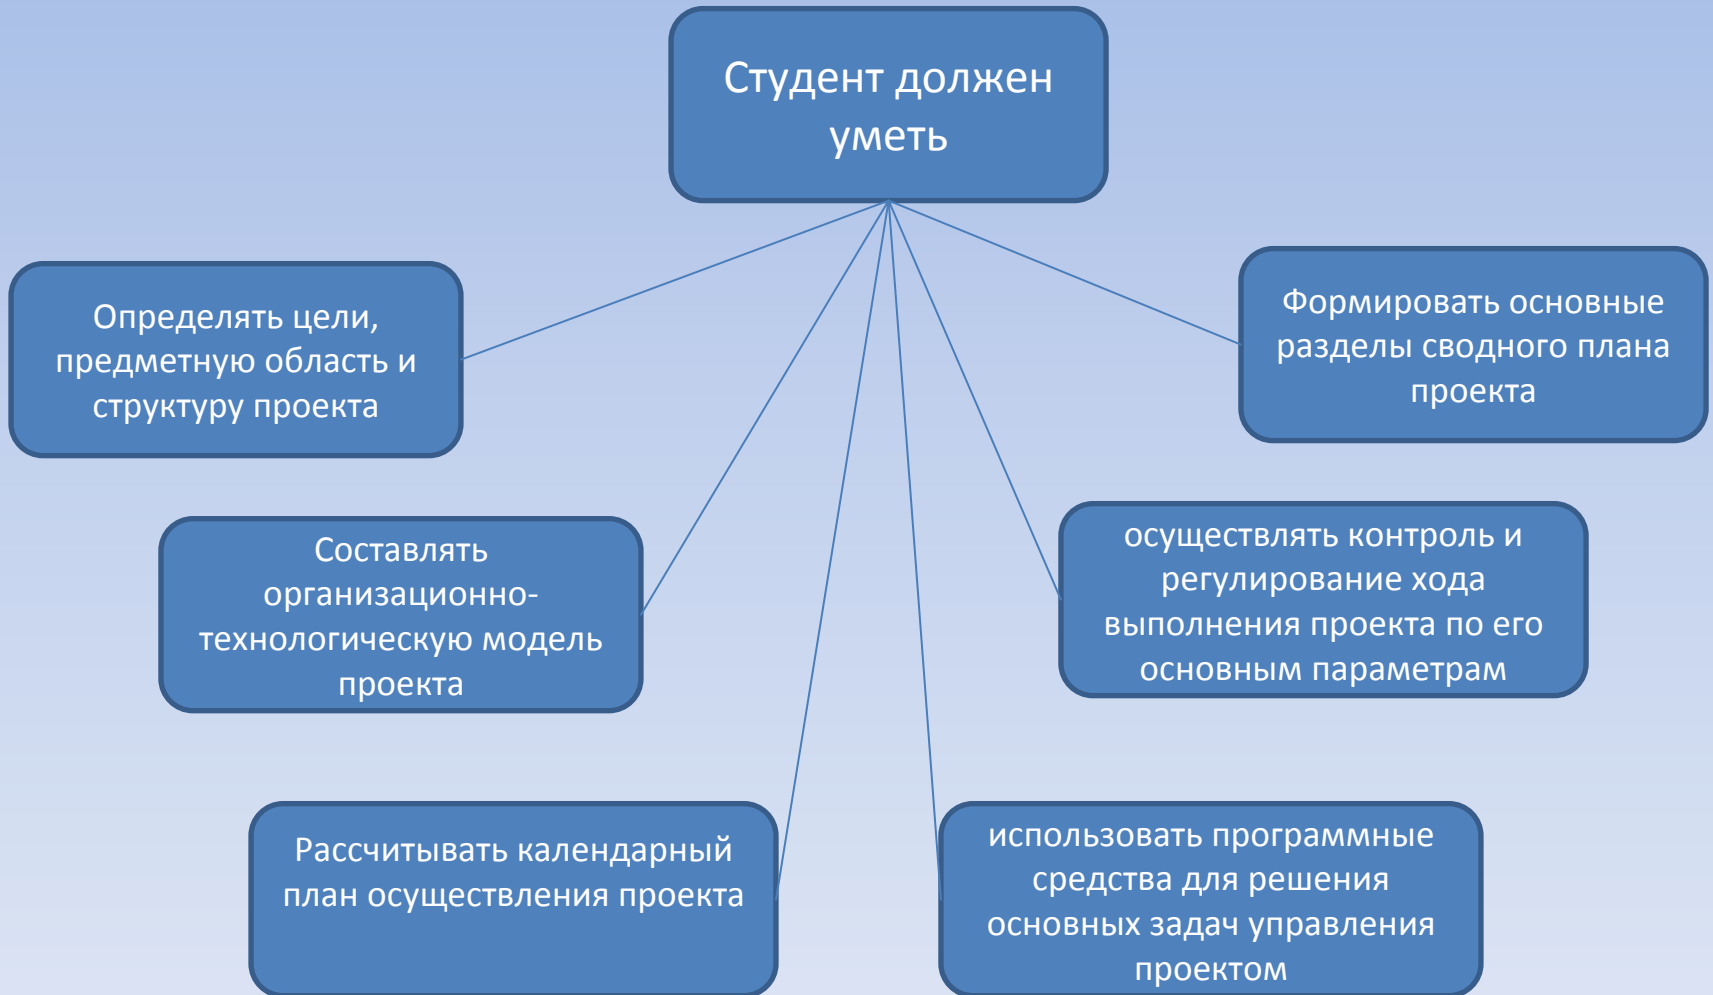 Студент должен
уметь
Определять цели,
предметную область и
структуру проекта
Формировать основные
разделы сводного плана
проекта
Составлять
организационно-
технологическую модель
проекта
осуществлять контроль и
регулирование хода
выполнения проекта по его
основным параметрам
Рассчитывать календарный
план осуществления проекта
использовать программные
средства для решения
основных задач управления
проектом